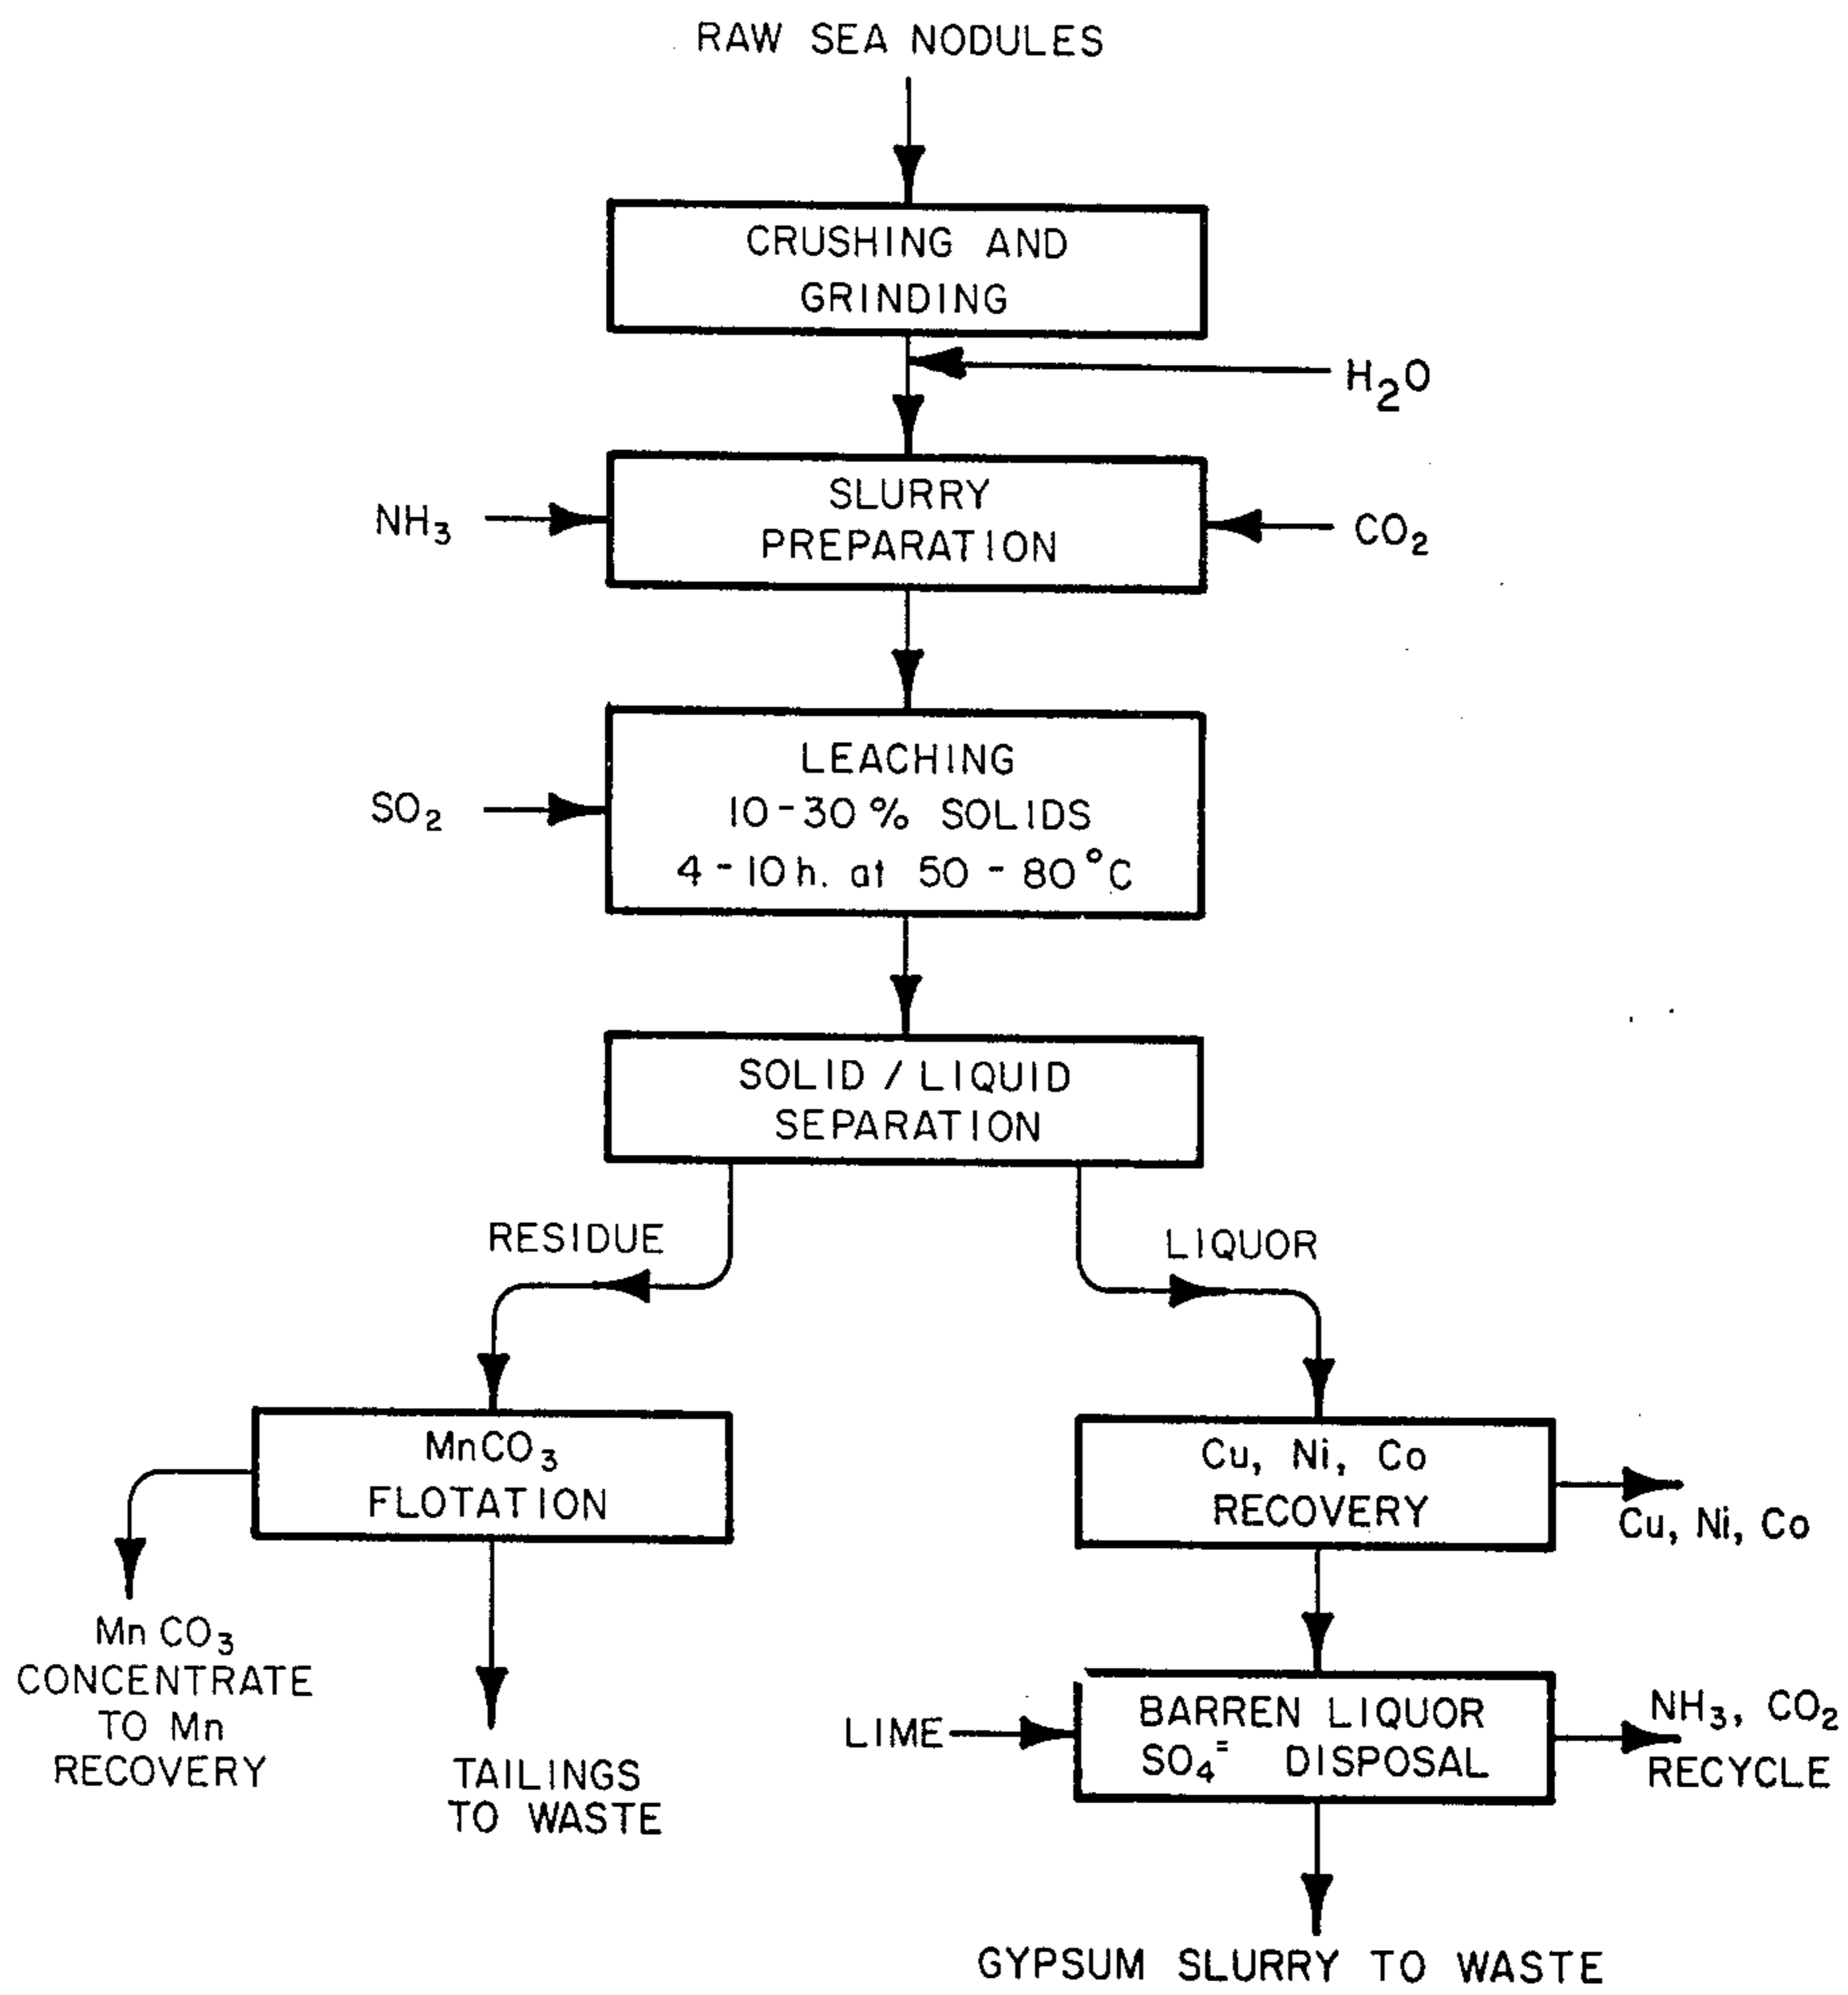 RAW SEA NODULES
CRUSHING AND
GRINDING
H₂O
SLURRY
PREPARATION
NH₃
CO₂
LEACHING
10-30% SOLIDS
4-10h. at 50-80°C
SO₂
SOLID / LIQUID
SEPARATION
RESIDUE
LIQUOR
MnCO₃
FLOTATION
Cu, Ni, Co
RECOVERY
Cu, Ni, Co
Mn CO₃
CONCENTRATE
TO Mn
RECOVERY
TAILINGS
TO WASTE
LIME
BARREN LIQUOR
SO₄⁼ DISPOSAL
NH₃, CO₂
RECYCLE
GYPSUM SLURRY TO WASTE